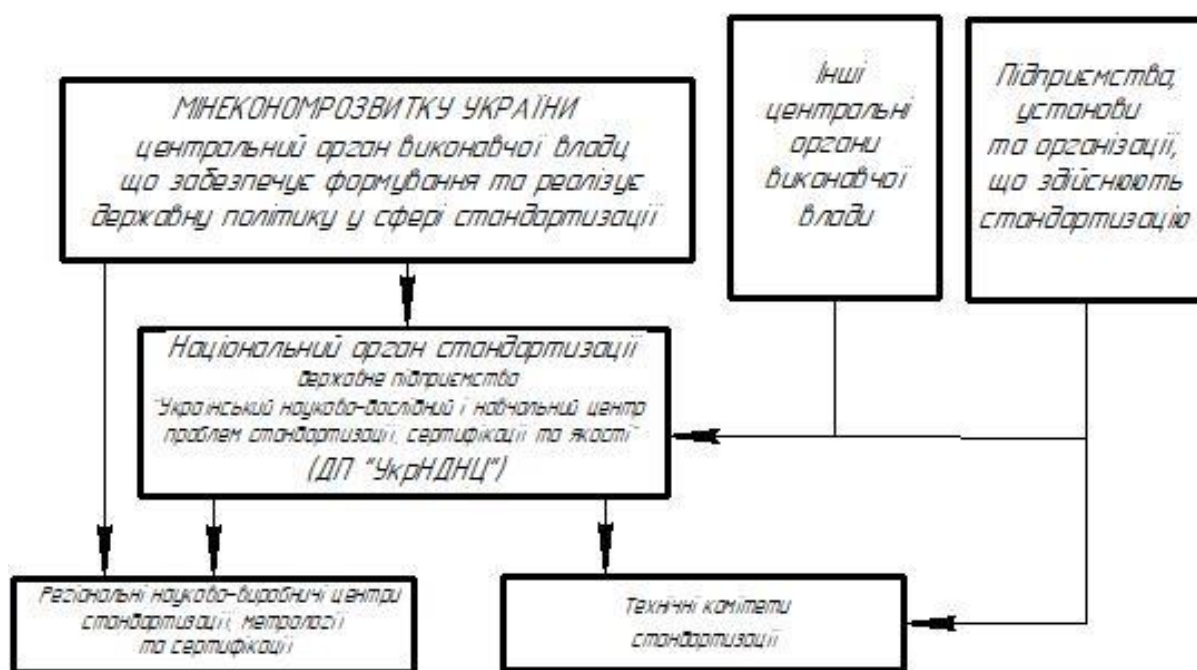 МІНЕКОНОМРОЗВИТКУ УКРАЇНИ
центральний орган виконавчої влади,
що забезпечує формування та реалізує
державну політику у сфері стандартизації
Інші
центральні
органи
виконавчої
влади
Підприємства,
установи
та організації,
що здійснюють
стандартизацію
Національний орган стандартизації
державне підприємство
"Український науково-дослідний і навчальний центр
проблем стандартизації, сертифікації та якості"
(ДП "УкрНДНЦ")
Регіональні науково-виробничі центри
стандартизації, метрології
та сертифікації
Технічні комітети
стандартизації